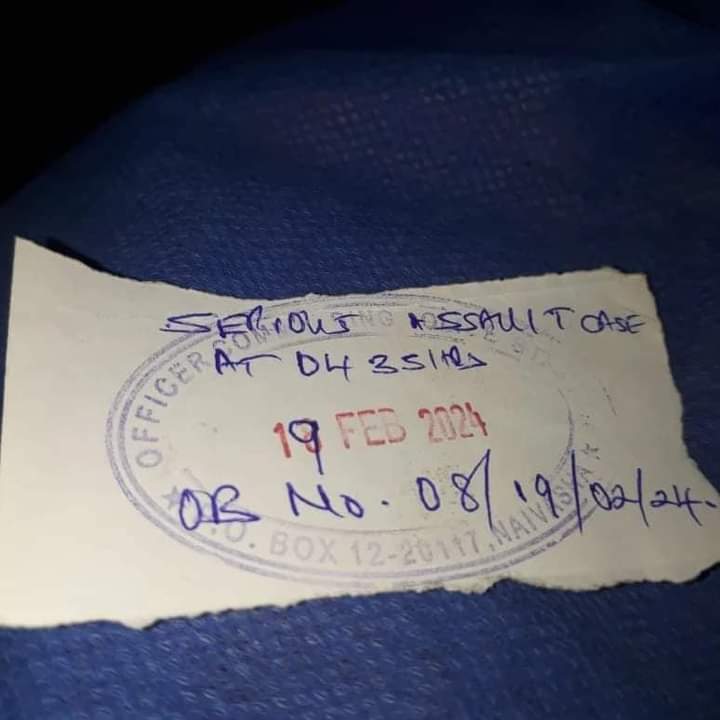 SERIOUS ASSAULT CASE
AT 0435HRS
19 FEB 2024
OB No. 08/19/02/24.
OFFICER COM
P.O. BOX 12-20117, NAIVASHA